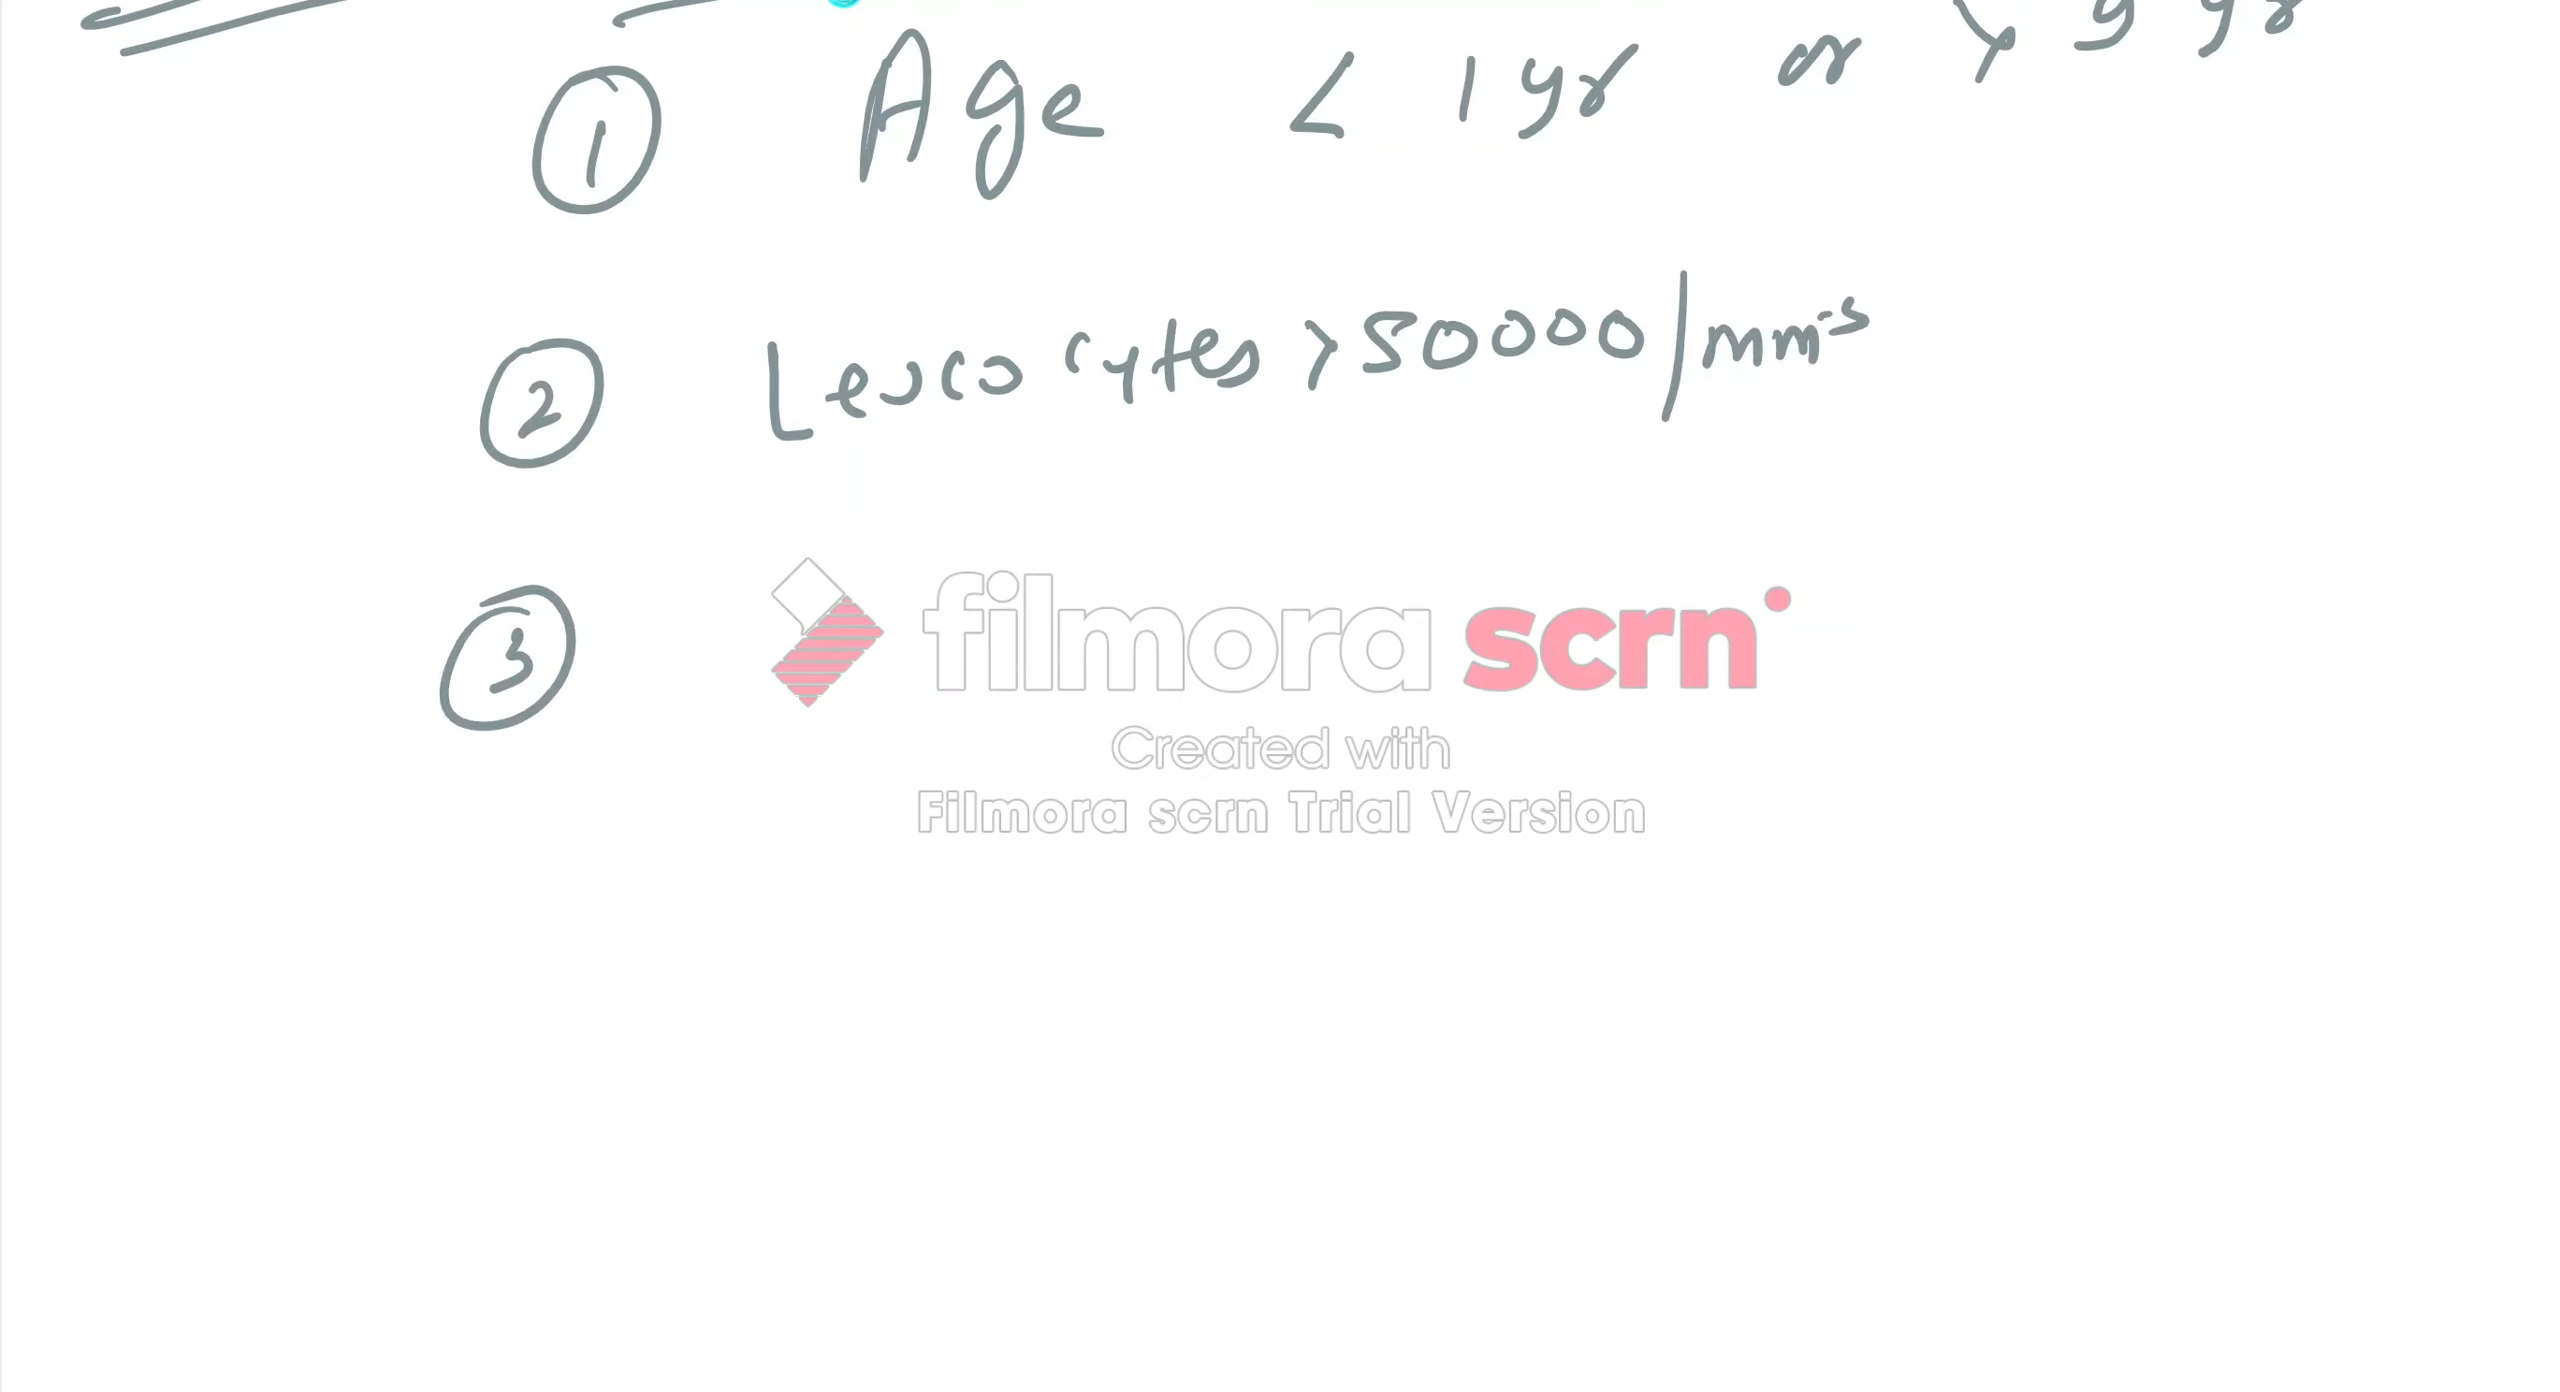 ① Age < 1 yr or > 9 yr
② Leucocytes > 50000/mm³
③
filmora scrn
Created with
Filmora scrn Trial Version